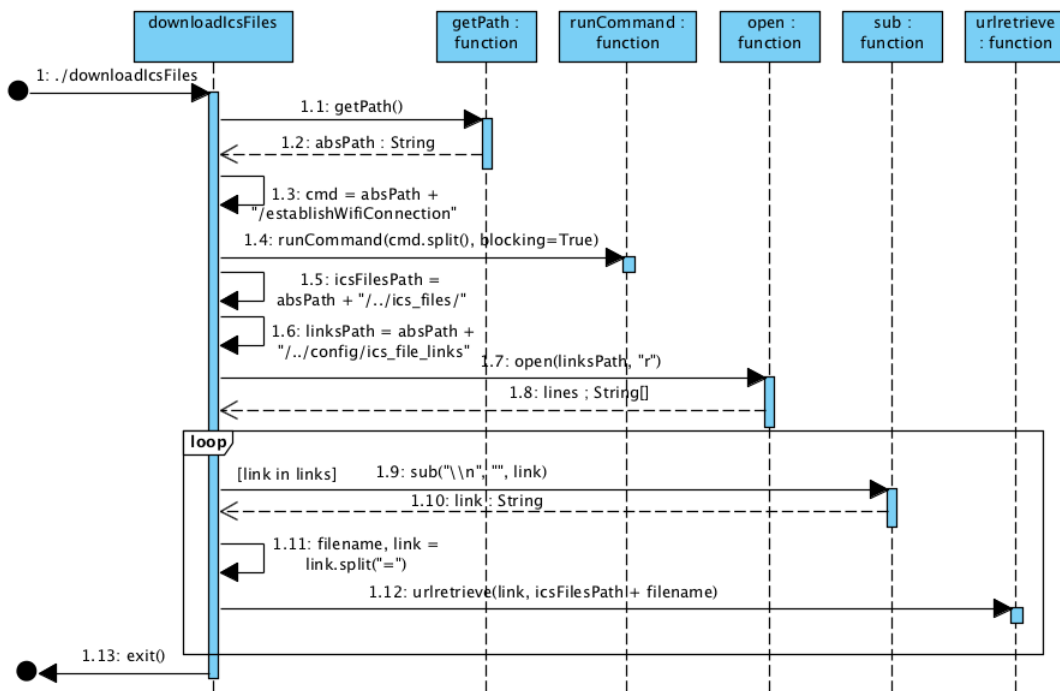 downloadIcsFiles
getPath :
function
runCommand :
function
open :
function
sub :
function
urlretrieve
: function
1: ./downloadIcsFiles
1.1: getPath()
1.2: absPath : String
1.3: cmd = absPath +
"/establishWifiConnection"
1.4: runCommand(cmd.split(), blocking=True)
1.5: icsFilesPath =
absPath + "/../ics_files/"
1.6: linksPath = absPath +
"/../config/ics_file_links"
1.7: open(linksPath, "r")
1.8: lines ; String[]
loop
[link in links]
1.9: sub("\\n", "", link)
1.10: link : String
1.11: filename, link =
link.split("=")
1.12: urlretrieve(link, icsFilesPath + filename)
1.13: exit()